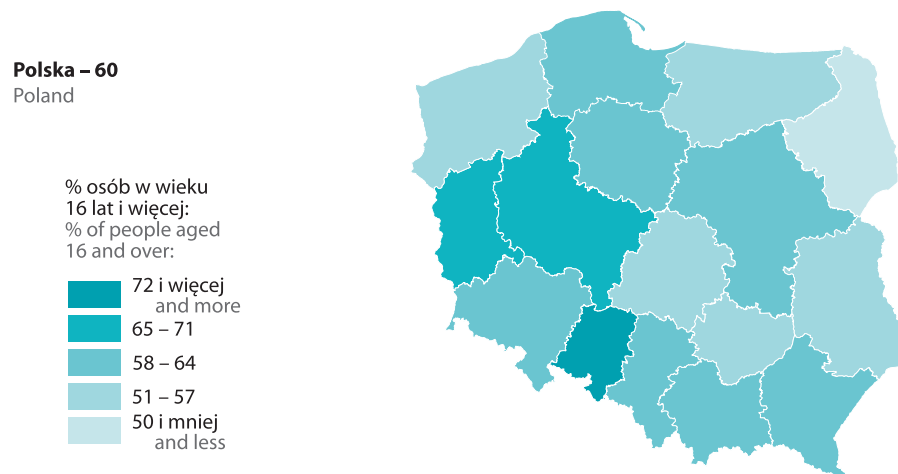 Polska – 60
Poland
% osób w wieku
16 lat i więcej:
% of people aged
16 and over:
72 i więcej
and more
65 – 71
58 – 64
51 – 57
50 i mniej
and less